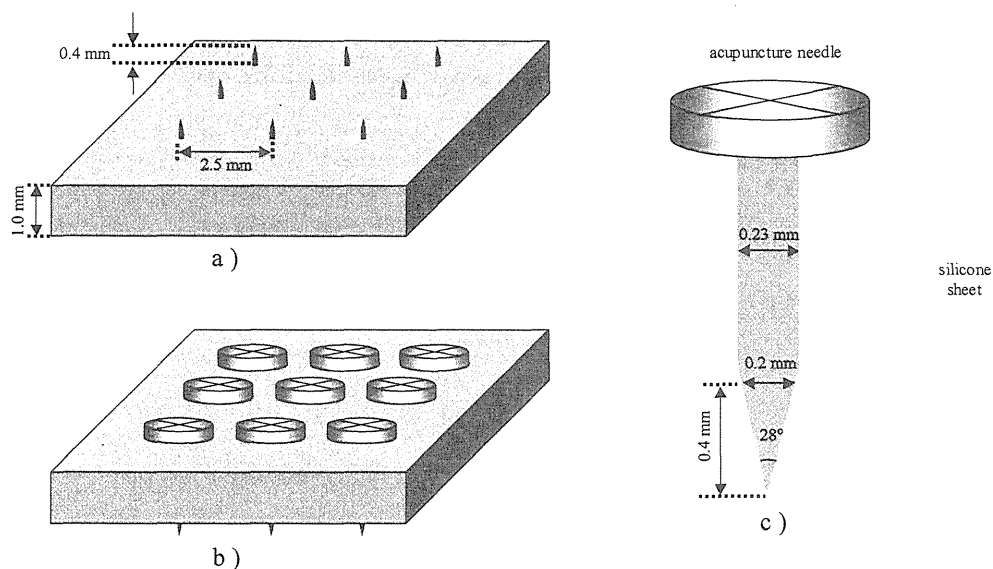 0.4 mm
2.5 mm
1.0 mm
a )
b )
acupuncture needle
0.23 mm
silicone
sheet
0.2 mm
0.4 mm
28°
c )